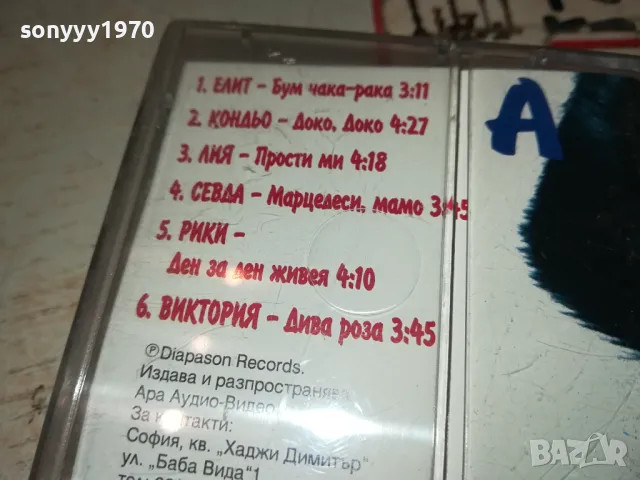 sonyyy1970
1. ЕЛИТ - Бум чака-рака 3:11
2. КОНДЬО - Доко, Доко 4:27
3. ЛИЯ - Прости ми 4:18
4. СЕВДА - Марцедеси, мамо 3:45
5. РИКИ -
Ден за ден живея 4:10
6. ВИКТОРИЯ - Дива роза 3:45
A
℗Diapason Records.
Издава и разпространява
Ара Аудио-Видео
За контакти:
София, кв. "Хаджи Димитър"
ул. "Баба Вида"1
BAZAR